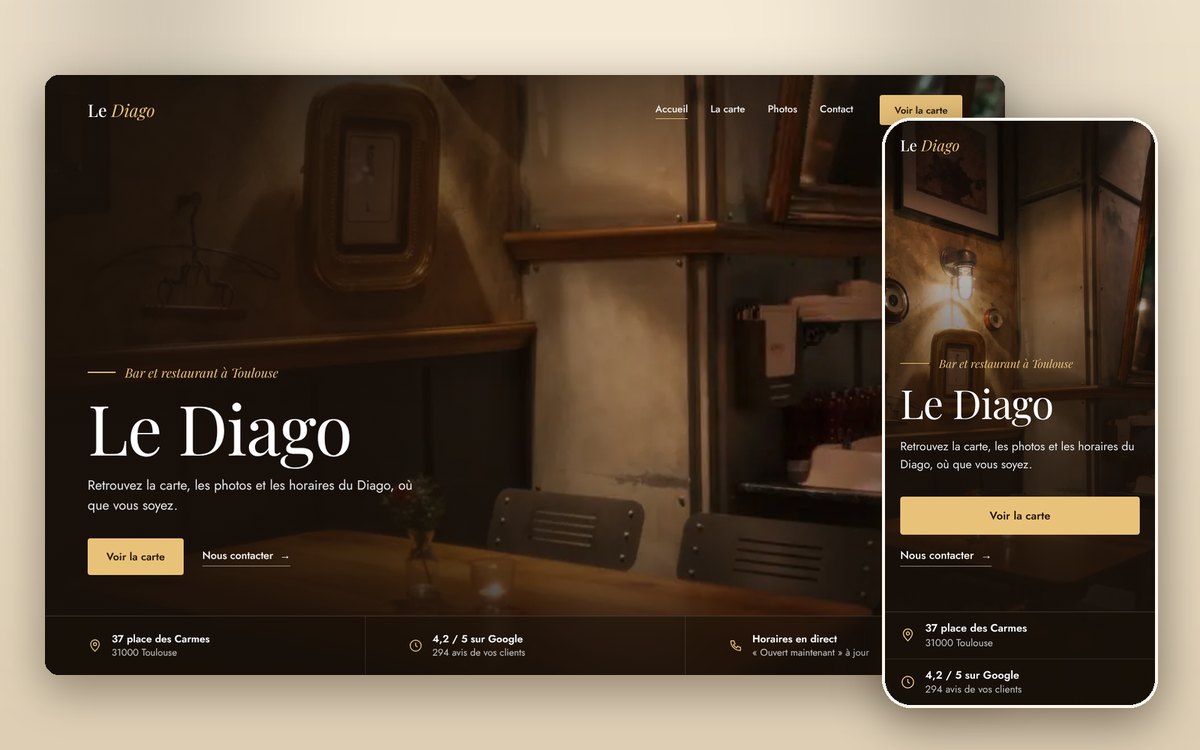 Le Diago
Accueil
La carte
Photos
Contact
Voir la carte
Bar et restaurant à Toulouse
Le Diago
Retrouvez la carte, les photos et les horaires du Diago, où
que vous soyez.
Voir la carte
Nous contacter →
37 place des Carmes
31000 Toulouse
4,2 / 5 sur Google
294 avis de vos clients
Horaires en direct
« Ouvert maintenant » à jour
Le Diago
Bar et restaurant à Toulouse
Le Diago
Retrouvez la carte, les photos et les horaires du
Diago, où que vous soyez.
Voir la carte
Nous contacter →
37 place des Carmes
31000 Toulouse
4,2 / 5 sur Google
294 avis de vos clients